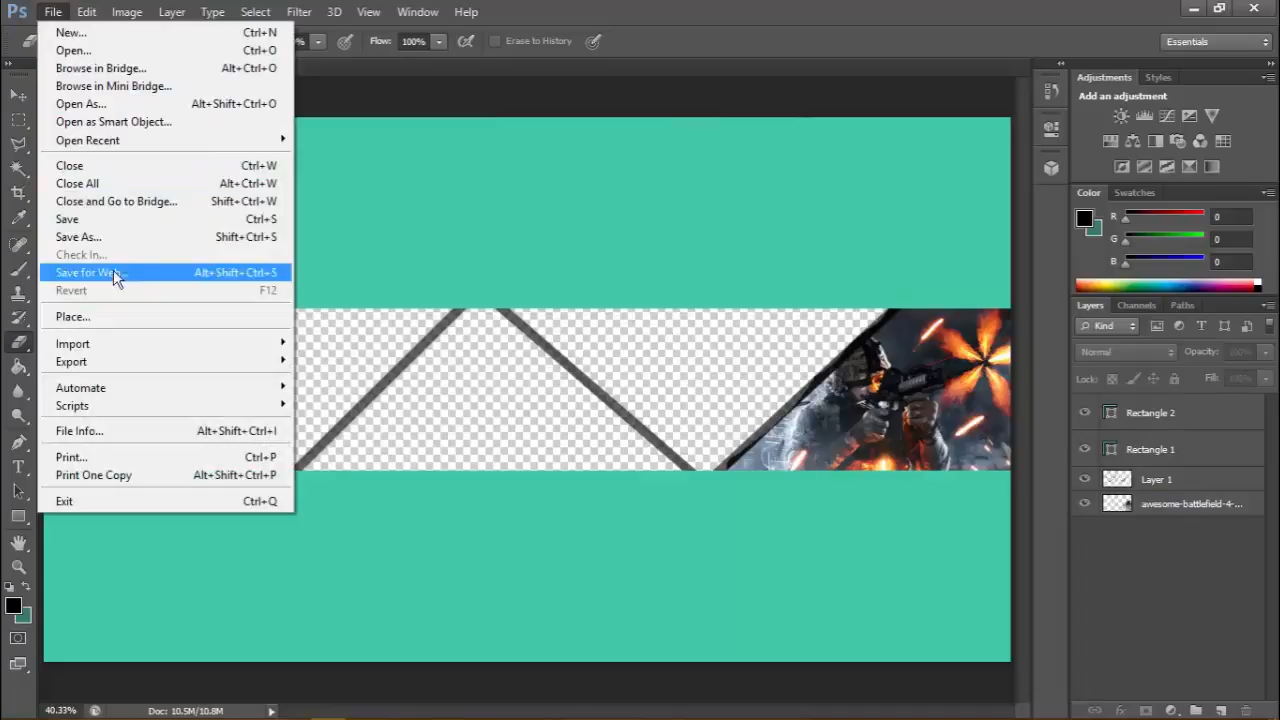 Ps File Edit Image Layer Type Select Filter 3D View Window Help
% Flow: 100% Erase to History Essentials
New... Ctrl+N
Open... Ctrl+O
Browse in Bridge... Alt+Ctrl+O
Browse in Mini Bridge...
Open As... Alt+Shift+Ctrl+O
Open as Smart Object...
Open Recent
Close Ctrl+W
Close All Alt+Ctrl+W
Close and Go to Bridge... Shift+Ctrl+W
Save Ctrl+S
Save As... Shift+Ctrl+S
Check In...
Save for Web... Alt+Shift+Ctrl+S
Revert F12
Place...
Import
Export
Automate
Scripts
File Info... Alt+Shift+Ctrl+I
Print... Ctrl+P
Print One Copy Alt+Shift+Ctrl+P
Exit Ctrl+Q
Adjustments Styles
Add an adjustment
Color Swatches
R 0
G 0
B 0
Layers Channels Paths
Kind
Normal Opacity: 100%
Lock: Fill: 100%
Rectangle 2
Rectangle 1
Layer 1
awesome-battlefield-4-...
40.33% Doc: 10.5M/10.8M